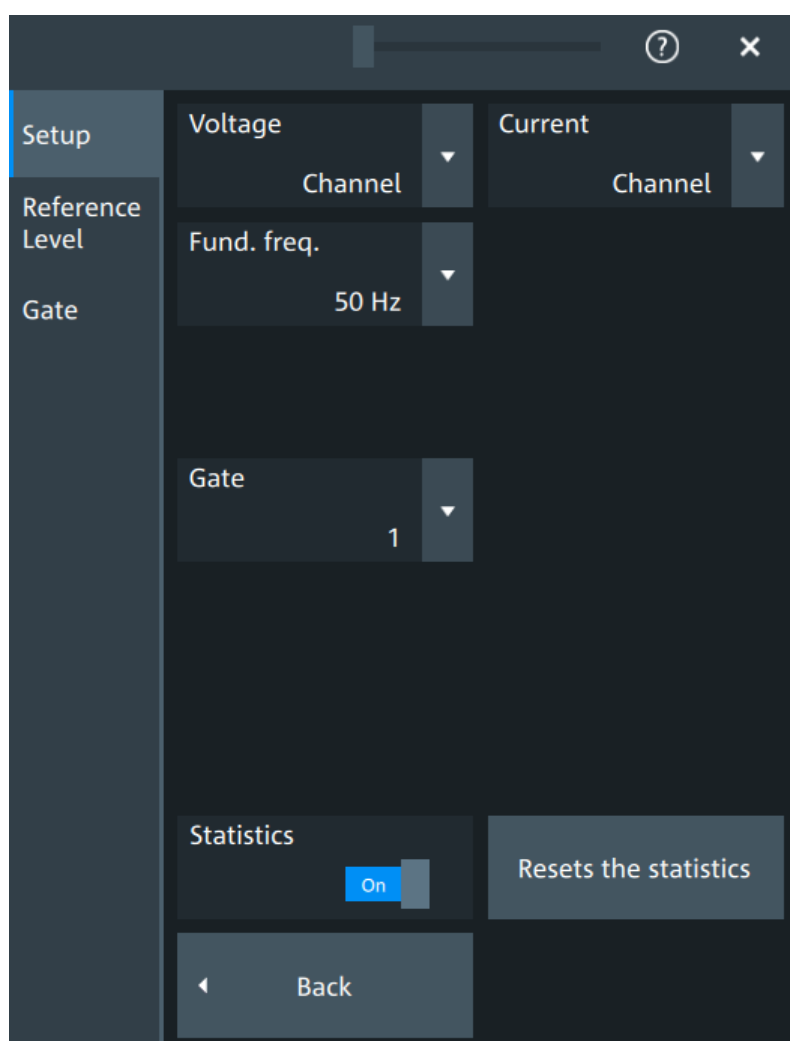 ?
Setup
Reference
Level
Gate
Voltage
Channel
Current
Channel
Fund. freq.
50 Hz
Gate
1
Statistics
On
Resets the statistics
Back